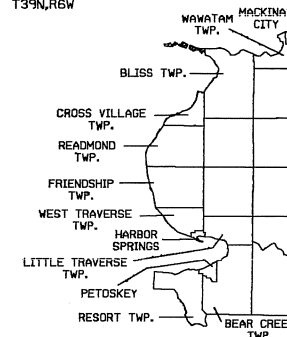 T39N,R6W
MACKINA
CITY
WAWATAM
TWP.
BLISS TWP.
CROSS VILLAGE
TWP.
READMOND
TWP.
FRIENDSHIP
TWP.
WEST TRAVERSE
TWP.
HARBOR
SPRINGS
LITTLE TRAVERSE
TWP.
PETOSKEY
RESORT TWP.
BEAR CREE
TWP